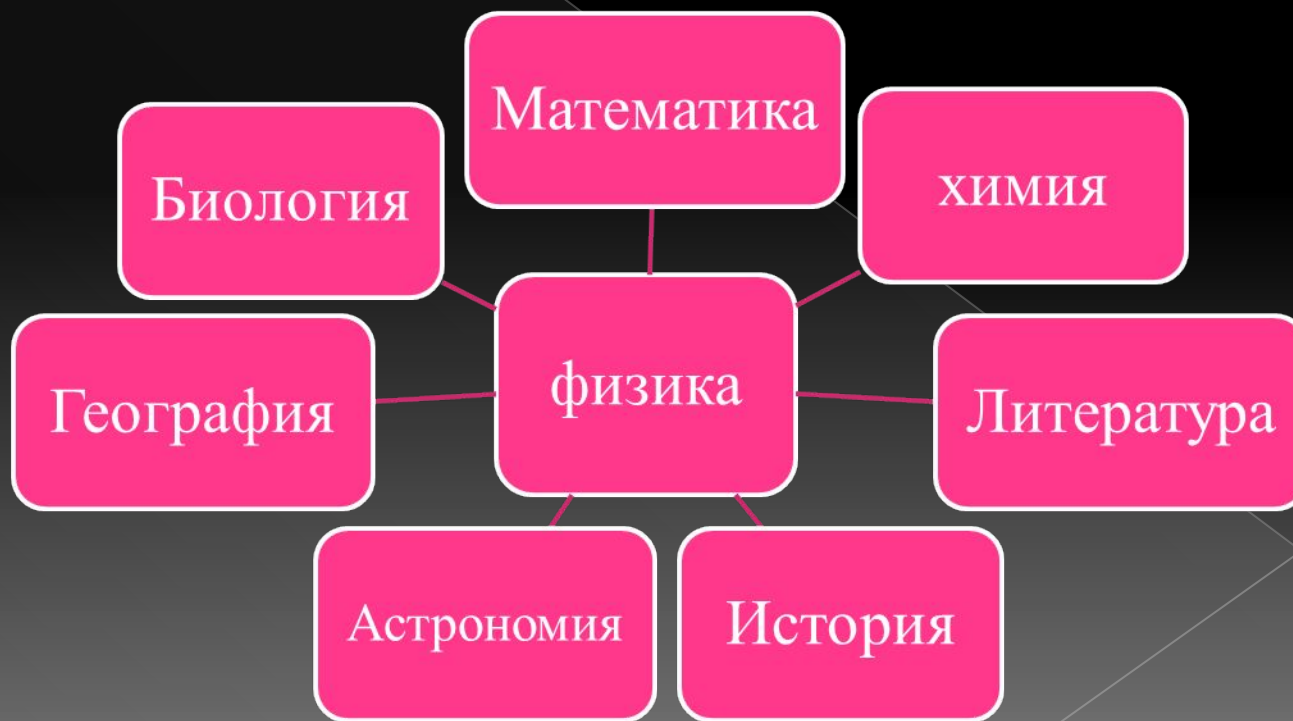 Математика
Биология
химия
физика
География
Литература
Астрономия
История